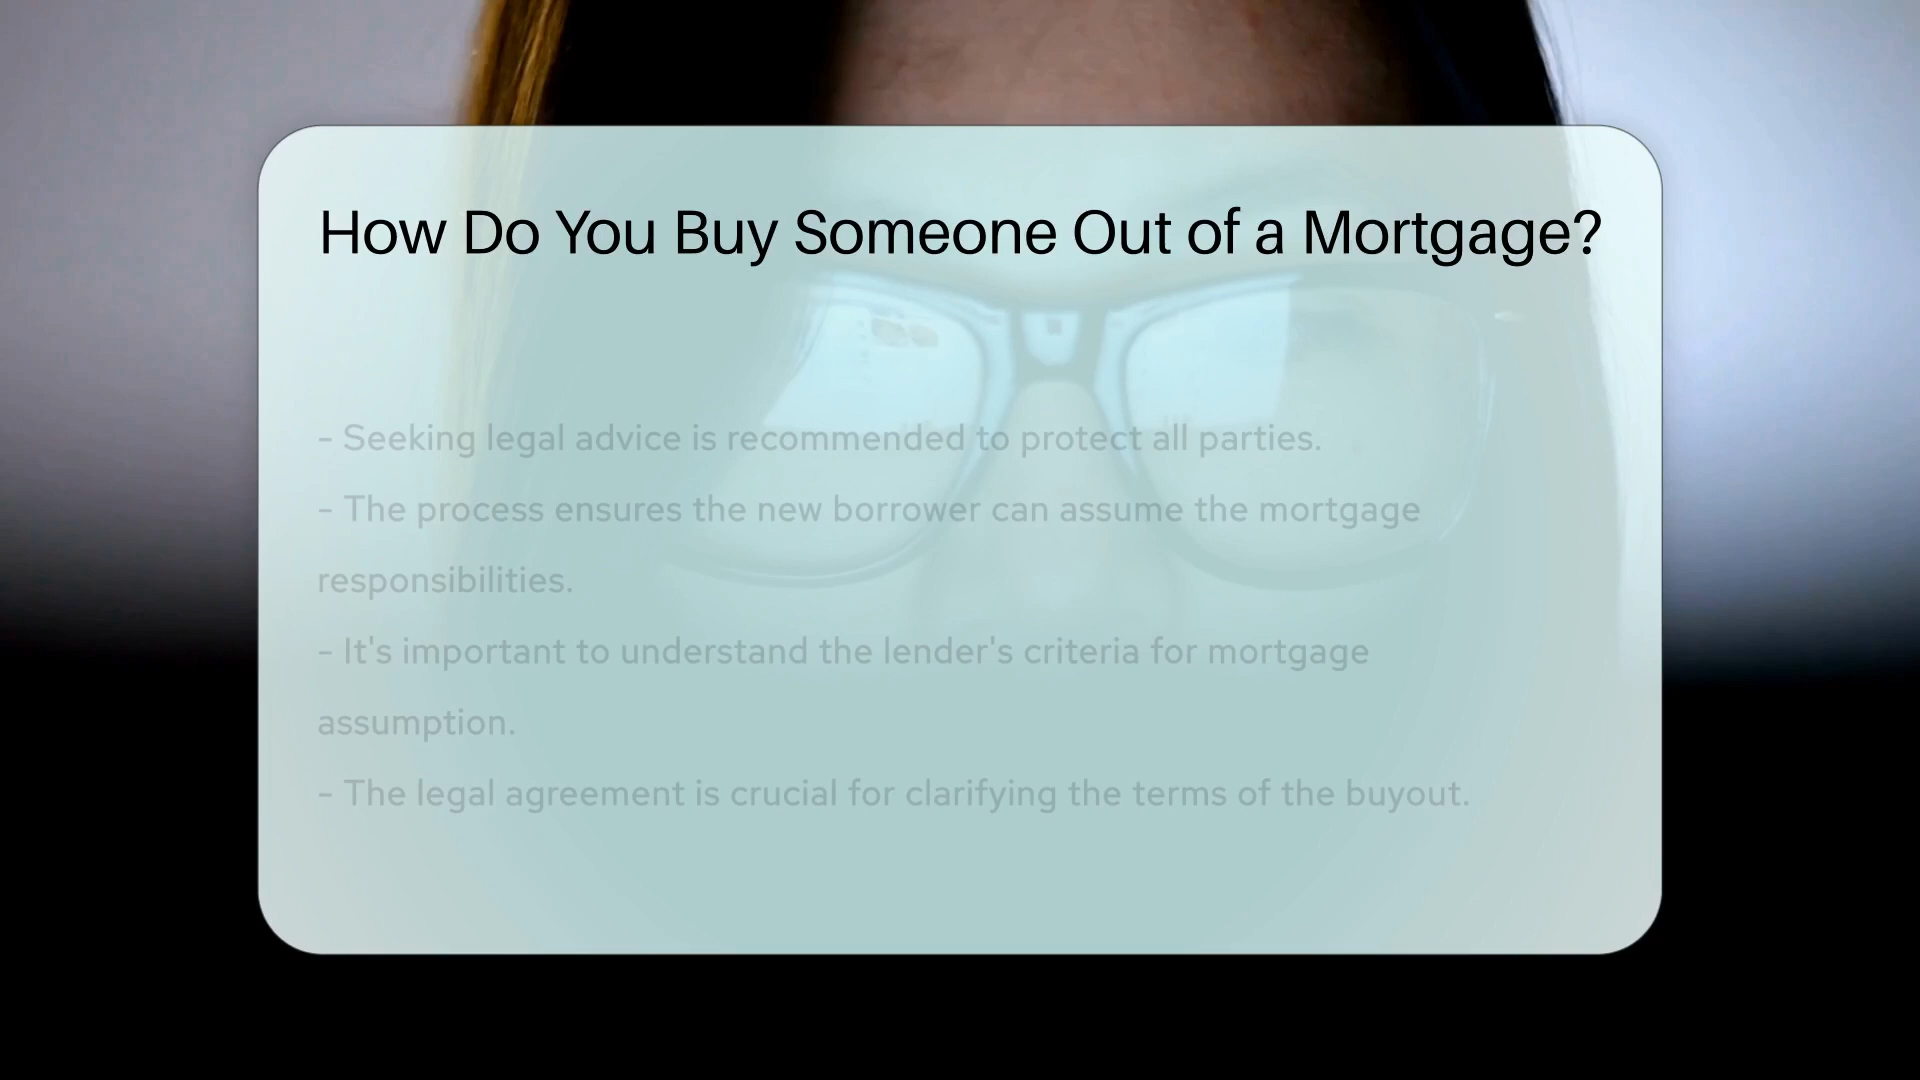 How Do You Buy Someone Out of a Mortgage?
- Seeking legal advice is recommended to protect all parties.
- The process ensures the new borrower can assume the mortgage
responsibilities.
- It's important to understand the lender's criteria for mortgage
assumption.
- The legal agreement is crucial for clarifying the terms of the buyout.